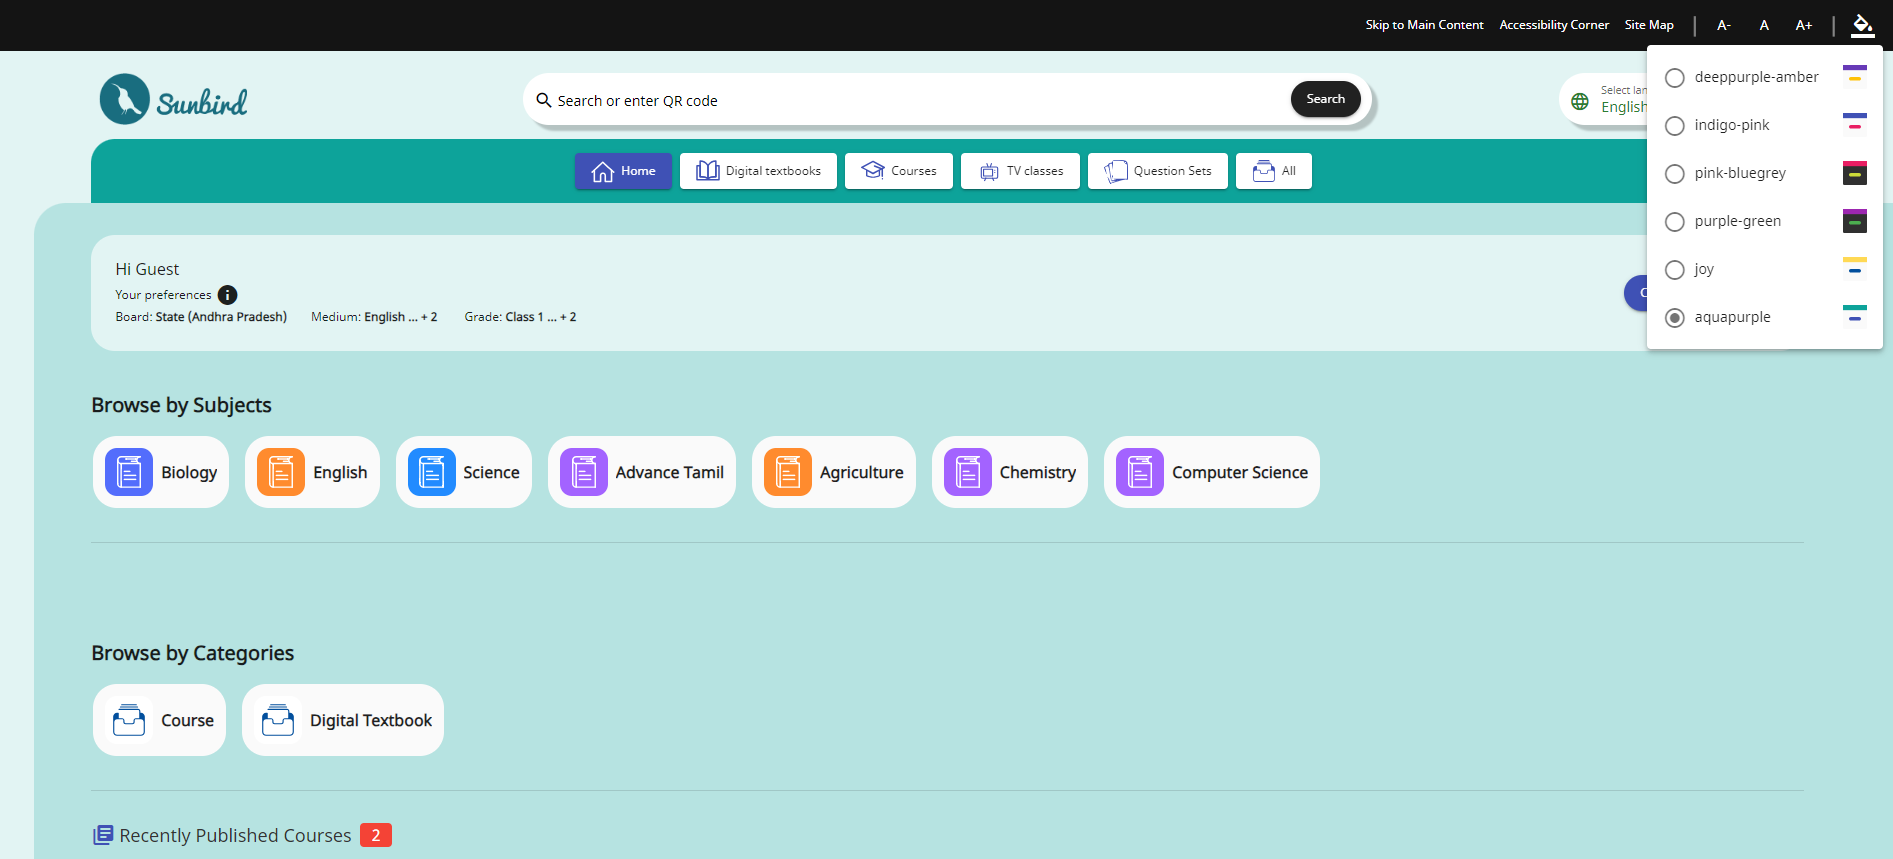 Skip to Main Content Accessibility Corner Site Map A- A A+
Sunbird
Search or enter QR code
Search
Select lan
English
deeppurple-amber
indigo-pink
pink-bluegrey
purple-green
joy
aquapurple
Home Digital textbooks Courses TV classes Question Sets All
Hi Guest
Your preferences i
Board: State (Andhra Pradesh) Medium: English ... + 2 Grade: Class 1 ... + 2
C
Browse by Subjects
Biology English Science Advance Tamil Agriculture Chemistry Computer Science
Browse by Categories
Course Digital Textbook
Recently Published Courses 2